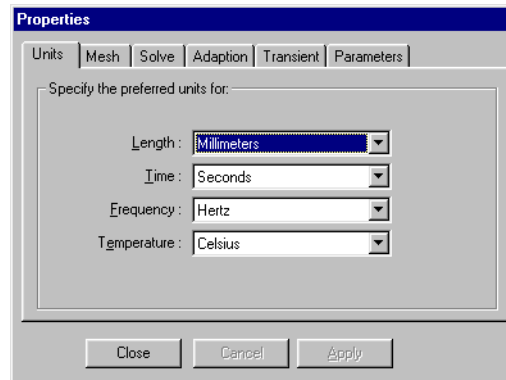 Properties
Units Mesh Solve Adaption Transient Parameters
Specify the preferred units for:
Length : Millimeters
Time : Seconds
Frequency : Hertz
Temperature : Celsius
Close Cancel Apply